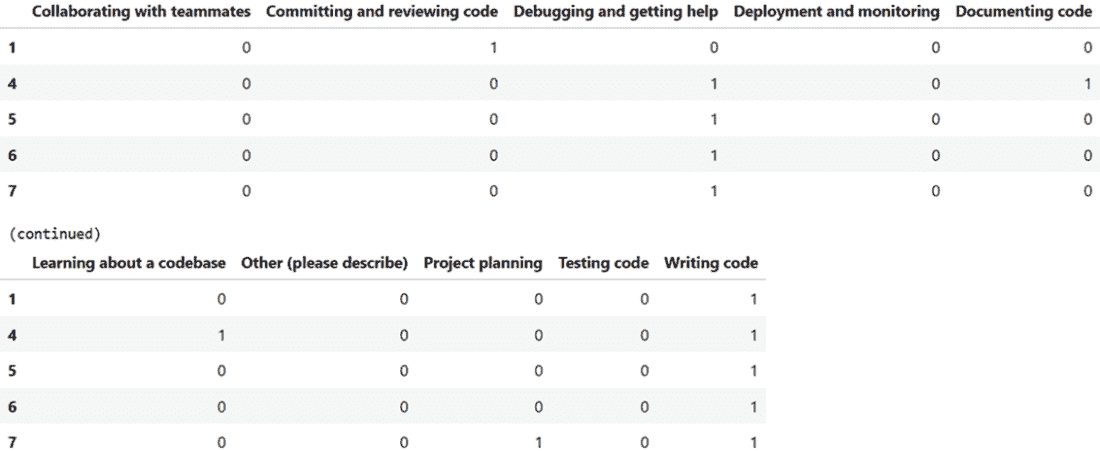 Collaborating with teammates Committing and reviewing code Debugging and getting help Deployment and monitoring Documenting code
1 0 1 0 0 0
4 0 0 1 0 1
5 0 0 1 0 0
6 0 0 1 0 0
7 0 0 1 0 0
(continued)
Learning about a codebase Other (please describe) Project planning Testing code Writing code
1 0 0 0 0 1
4 1 0 0 0 1
5 0 0 0 0 1
6 0 0 0 0 1
7 0 0 1 0 1